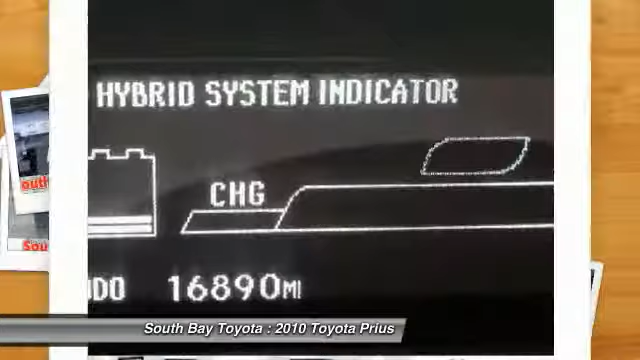 HYBRID SYSTEM INDICATOR
CHG
16890MI
South Bay Toyota : 2010 Toyota Prius